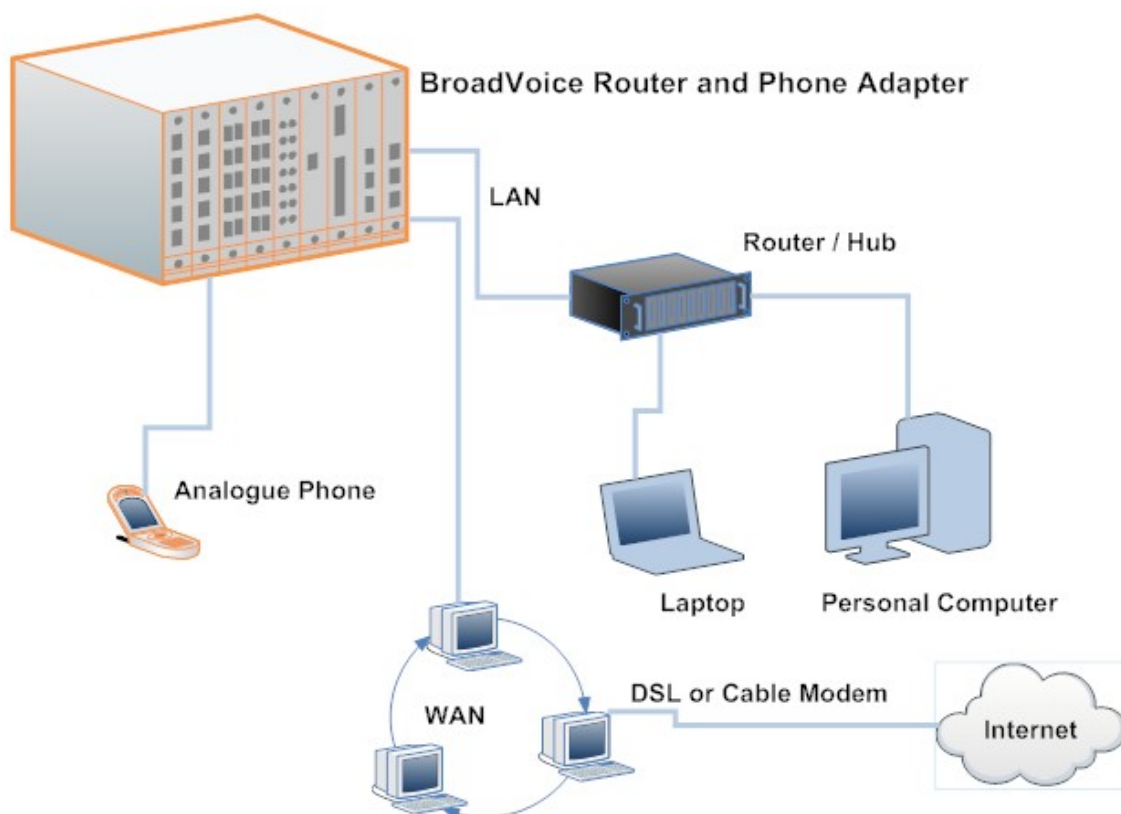 BroadVoice Router and Phone Adapter
LAN
Router / Hub
Analogue Phone
Laptop
Personal Computer
WAN
DSL or Cable Modem
Internet